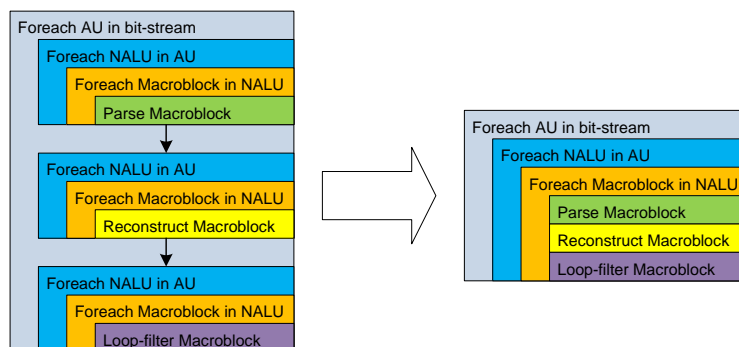 Foreach AU in bit-stream
Foreach NALU in AU
Foreach Macroblock in NALU
Parse Macroblock
Foreach NALU in AU
Foreach Macroblock in NALU
Reconstruct Macroblock
Foreach NALU in AU
Foreach Macroblock in NALU
Loop-filter Macroblock
Foreach AU in bit-stream
Foreach NALU in AU
Foreach Macroblock in NALU
Parse Macroblock
Reconstruct Macroblock
Loop-filter Macroblock